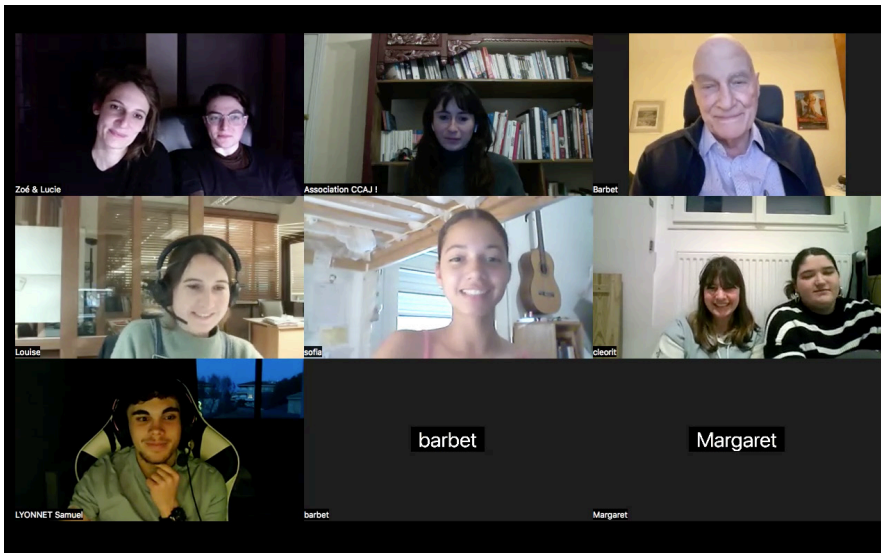 Zoé & Lucie
Association CCAJ !
Barbet
Louise
sofia
cleorit
LYONNET Samuel
barbet
Margaret
barbet
Margaret